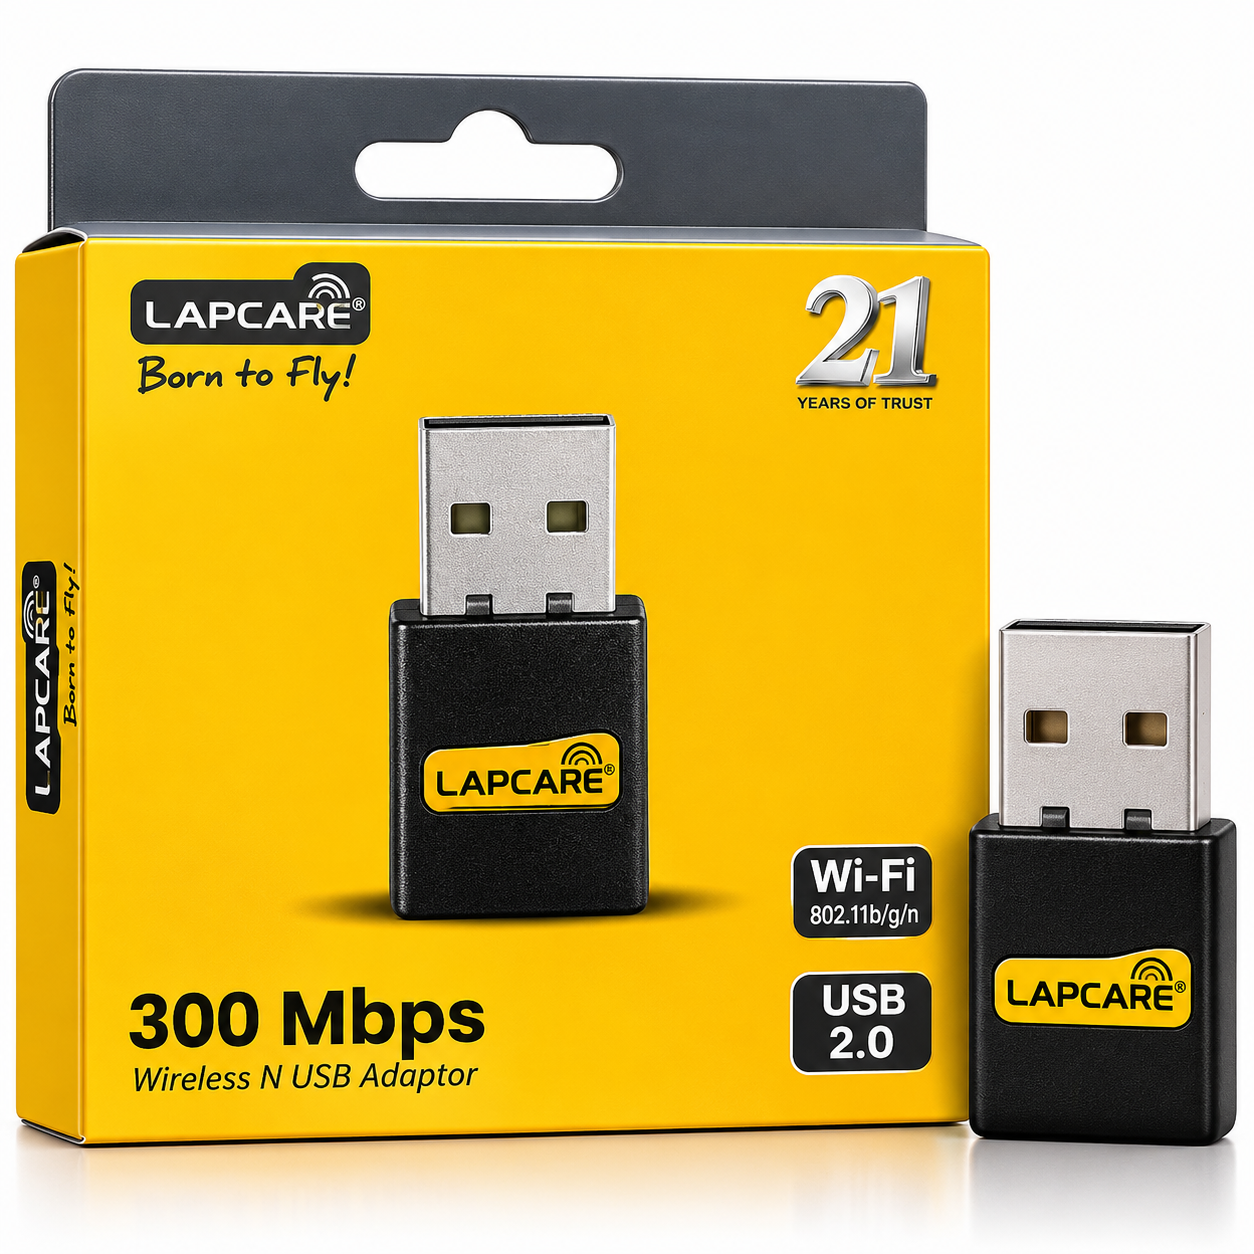 LAPCARE®
Born to Fly!
21
YEARS OF TRUST
LAPCARE®
Born to Fly!
LAPCARE®
Wi-Fi
802.11b/g/n
USB
2.0
300 Mbps
Wireless N USB Adaptor
LAPCARE®